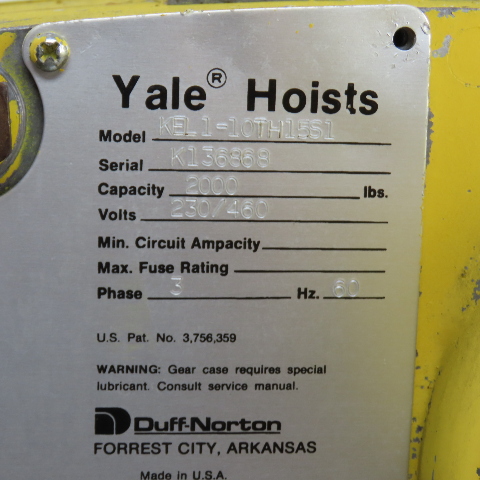 Yale® Hoists
Model KEL1-10TH15S1
Serial K136868
Capacity 2000 lbs.
Volts 230/460
Min. Circuit Ampacity
Max. Fuse Rating
Phase 3 Hz. 60
U.S. Pat. No. 3,756,359
WARNING: Gear case requires special
lubricant. Consult service manual.
Duff-Norton
FORREST CITY, ARKANSAS
Made in U.S.A.